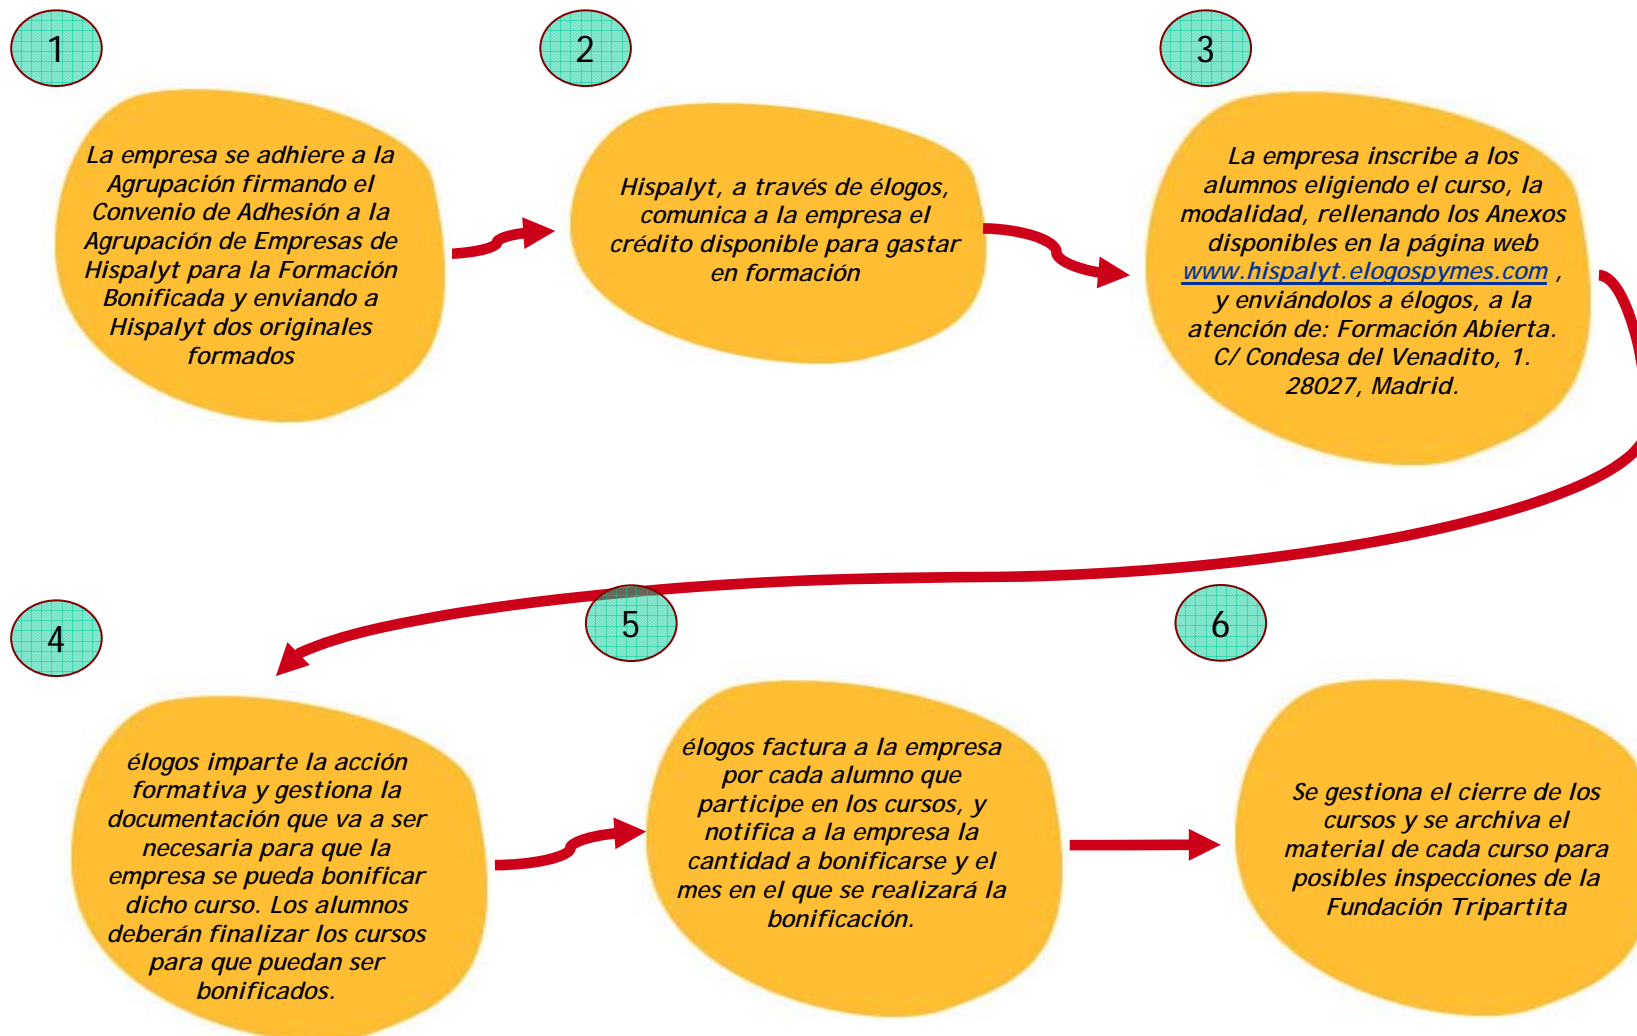 1
La empresa se adhiere a la
Agrupación firmando el
Convenio de Adhesión a la
Agrupación de Empresas de
Hispalyt para la Formación
Bonificada y enviando a
Hispalyt dos originales
formados
2
Hispalyt, a través de élogos,
comunica a la empresa el
crédito disponible para gastar
en formación
3
La empresa inscribe a los
alumnos eligiendo el curso, la
modalidad, rellenando los Anexos
disponibles en la página web
www.hispalyt.elogospymes.com ,
y enviándolos a élogos, a la
atención de: Formación Abierta.
C/ Condesa del Venadito, 1.
28027, Madrid.
4
élogos imparte la acción
formativa y gestiona la
documentación que va a ser
necesaria para que la
empresa se pueda bonificar
dicho curso. Los alumnos
deberán finalizar los cursos
para que puedan ser
bonificados.
5
élogos factura a la empresa
por cada alumno que
participe en los cursos, y
notifica a la empresa la
cantidad a bonificarse y el
mes en el que se realizará la
bonificación.
6
Se gestiona el cierre de los
cursos y se archiva el
material de cada curso para
posibles inspecciones de la
Fundación Tripartita